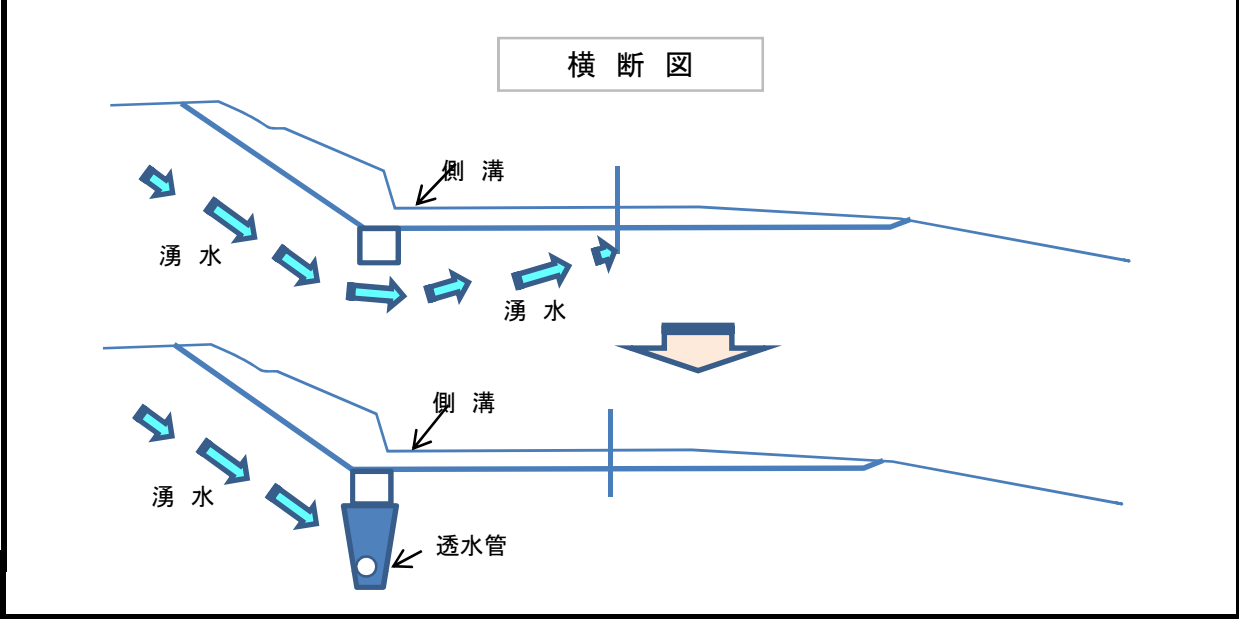 横 断 図
側 溝
湧 水
湧 水
側 溝
湧 水
透水管